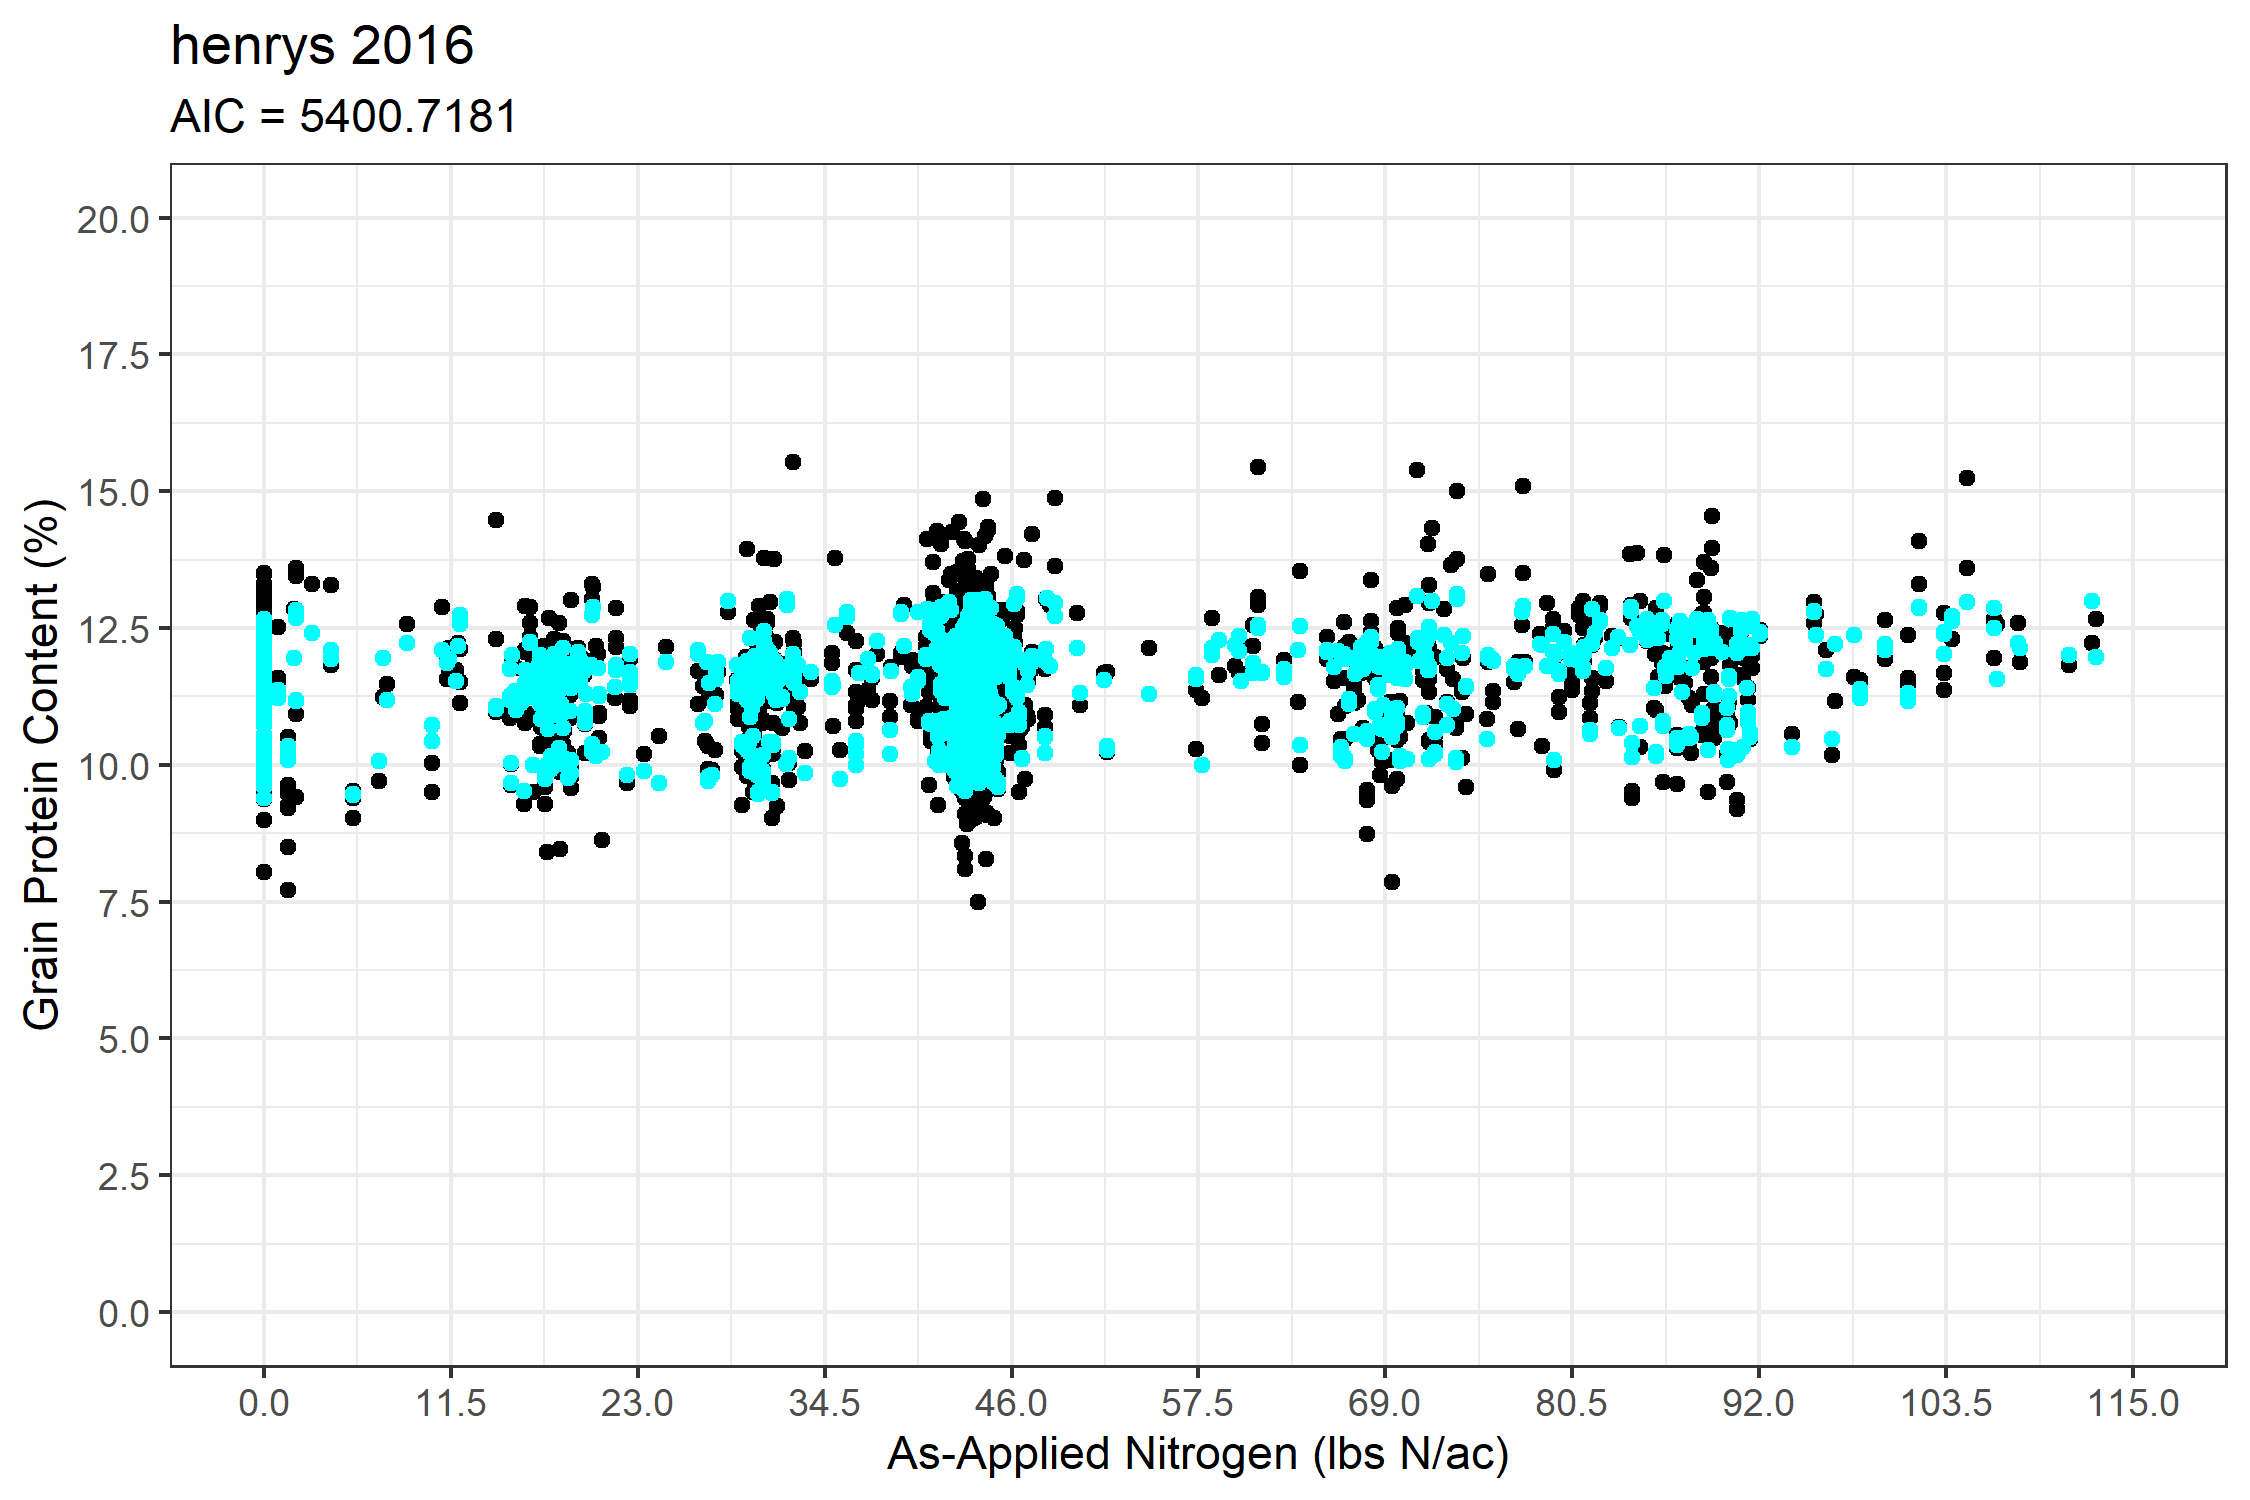 henrys 2016
AIC = 5400.7181
20.0
17.5
15.0
12.5
10.0
7.5
5.0
2.5
0.0
Grain Protein Content (%)
0.0 11.5 23.0 34.5 46.0 57.5 69.0 80.5 92.0 103.5 115.0
As-Applied Nitrogen (lbs N/ac)